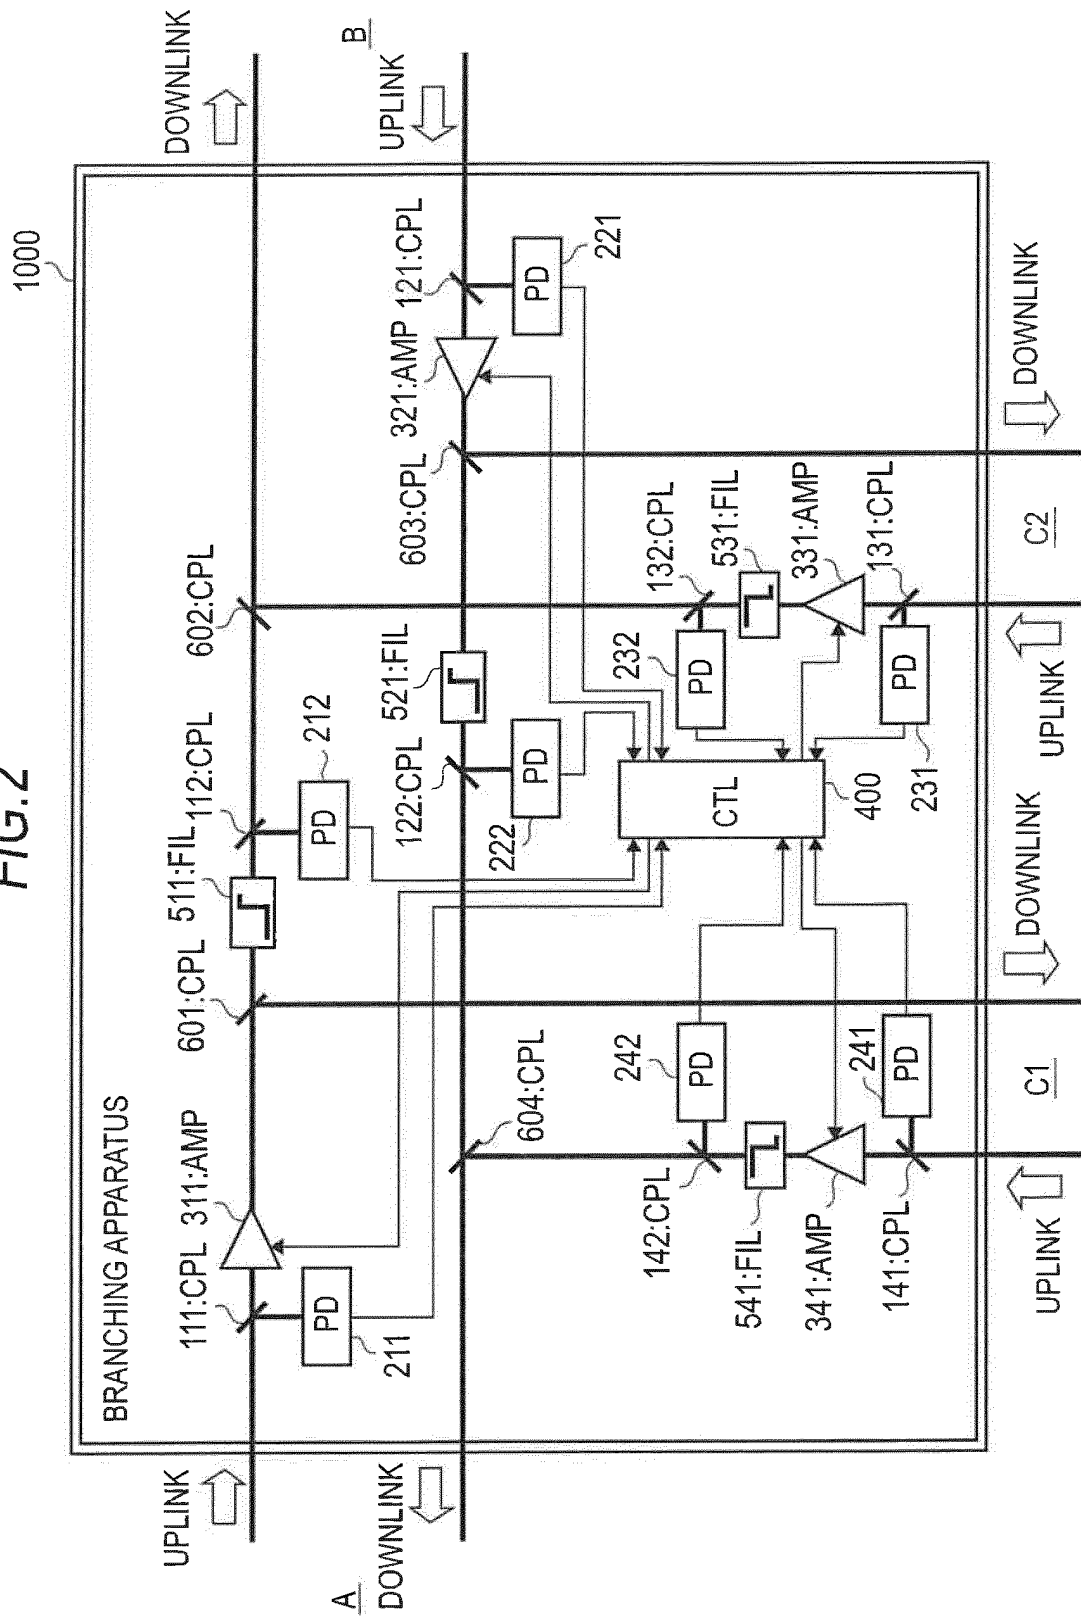 FIG.2
1000
BRANCHING APPARATUS
UPLINK
DOWNLINK
A
DOWNLINK
UPLINK
B
111:CPL
311:AMP
601:CPL
511:FIL
112:CPL
602:CPL
PD
211
PD
212
604:CPL
122:CPL
521:FIL
603:CPL
321:AMP
121:CPL
PD
222
PD
221
142:CPL
242
PD
541:FIL
341:AMP
241
PD
141:CPL
CTL
400
232
PD
132:CPL
531:FIL
331:AMP
PD
231
131:CPL
UPLINK
C1
DOWNLINK
UPLINK
C2
DOWNLINK